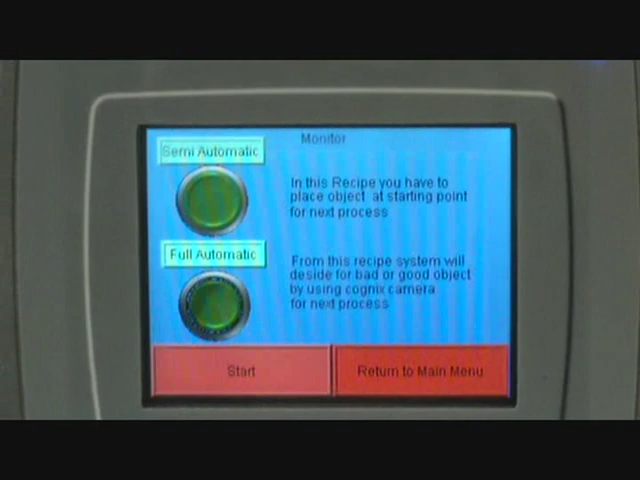 Monitor
Semi Automatic
In this Recipe you have to
place object at starting point
for next process
Full Automatic
From this recipe system will
deside for bad or good object
by using cognix camera
for next process
Start
Return to Main Menu